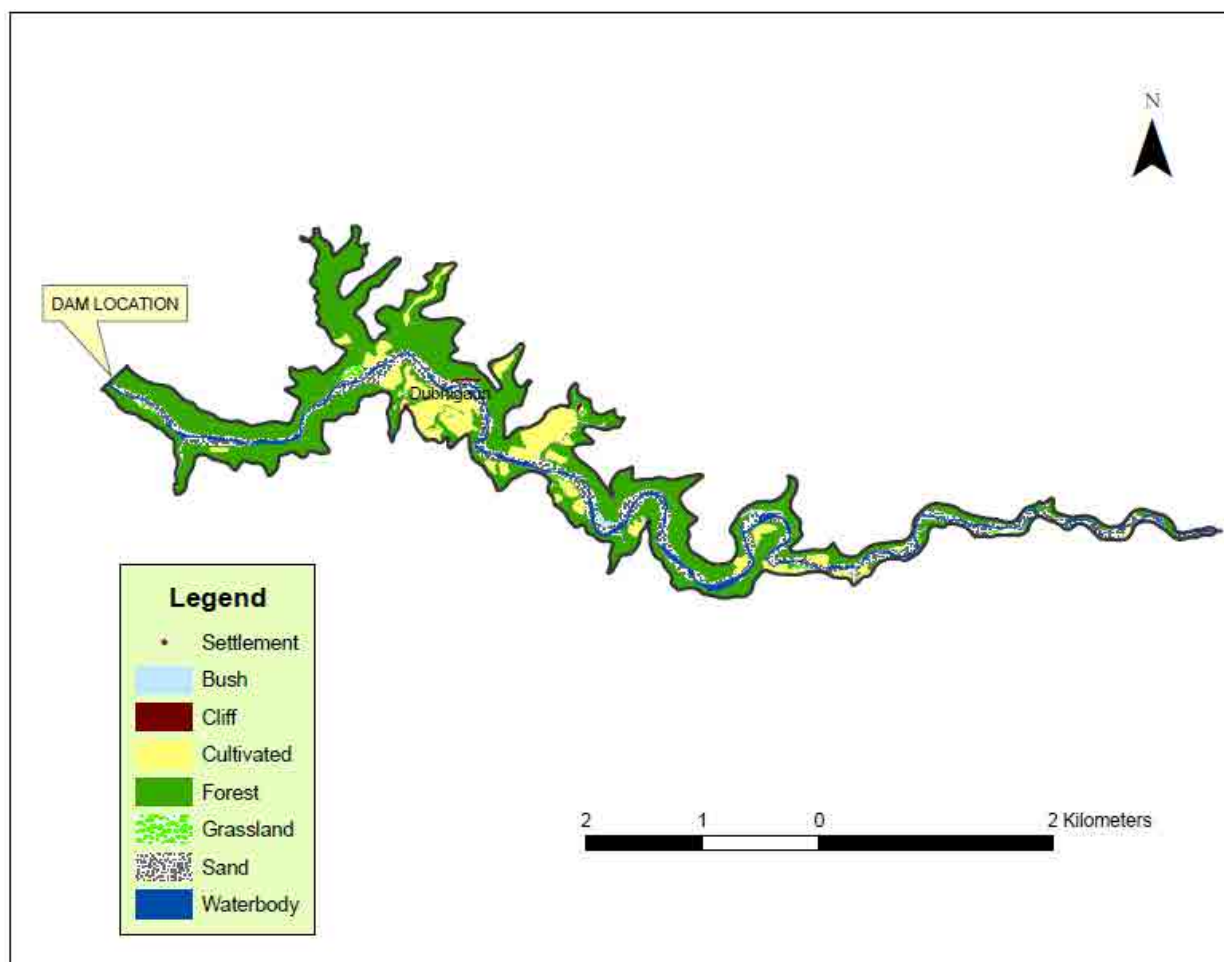 N
DAM LOCATION
Legend
Settlement
Bush
Cliff
Cultivated
Forest
Grassland
Sand
Waterbody
2 1 0 2 Kilometers